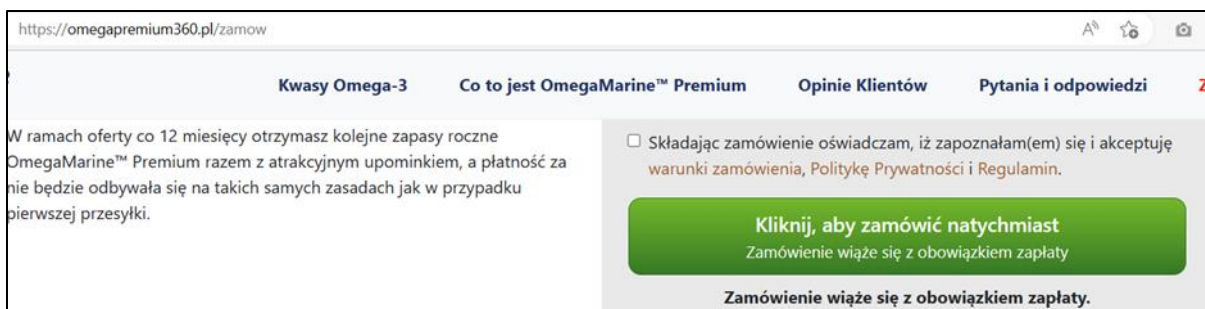 https://omegapremium360.pl/zamow
Kwasy Omega-3 Co to jest OmegaMarine™ Premium Opinie Klientów Pytania i odpowiedzi Z
W ramach oferty co 12 miesięcy otrzymasz kolejne zapasy roczne
OmegaMarine™ Premium razem z atrakcyjnym upominkiem, a płatność za
nie będzie odbywała się na takich samych zasadach jak w przypadku
pierwszej przesyłki.
Składając zamówienie oświadczam, iż zapoznałam(em) się i akceptuję
warunki zamówienia, Politykę Prywatności i Regulamin.
Kliknij, aby zamówić natychmiast
Zamówienie wiąże się z obowiązkiem zapłaty
Zamówienie wiąże się z obowiązkiem zapłaty.